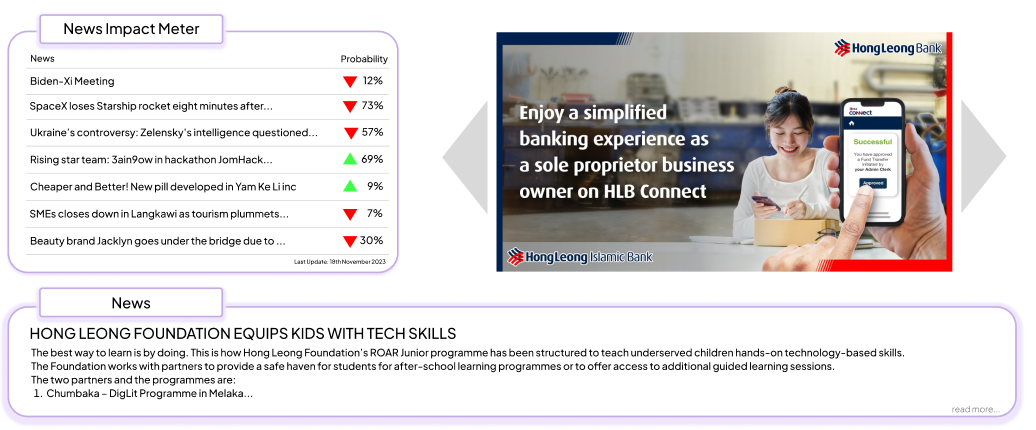 News Impact Meter
News Probability
Biden-Xi Meeting 12%
SpaceX loses Starship rocket eight minutes after... 73%
Ukraine's controversy: Zelensky's intelligence questioned... 57%
Rising star team: 3ain9ow in hackathon JomHack... 69%
Cheaper and Better! New pill developed in Yam Ke Li inc 9%
SMEs closes down in Langkawi as tourism plummets... 7%
Beauty brand Jacklyn goes under the bridge due to ... 30%
Last Update: 18th November 2023
HongLeong Bank
Enjoy a simplified
banking experience as
a sole proprietor business
owner on HLB Connect
CONNect
Successful
You have approved
a Fund Transfer
initiated by
your Admin Clerk
Approved
HongLeong Islamic Bank
News
HONG LEONG FOUNDATION EQUIPS KIDS WITH TECH SKILLS
The best way to learn is by doing. This is how Hong Leong Foundation's ROAR Junior programme has been structured to teach underserved children hands-on technology-based skills.
The Foundation works with partners to provide a safe haven for students for after-school learning programmes or to offer access to additional guided learning sessions.
The two partners and the programmes are:
1. Chumbaka – DigLit Programme in Melaka...
read more...